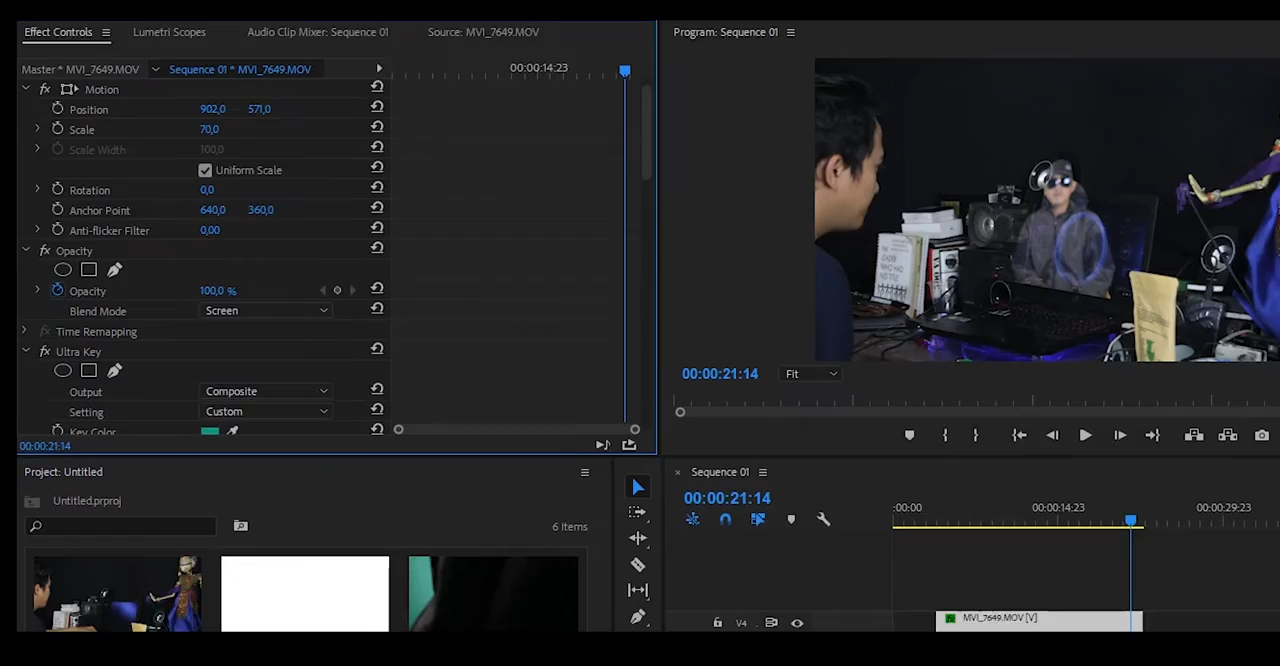 Effect Controls
Lumetri Scopes
Audio Clip Mixer: Sequence 01
Source: MVI_7649.MOV
Master * MVI_7649.MOV
Sequence 01 * MVI_7649.MOV
00:00:14:23
Motion
Position 902,0 571,0
Scale 70,0
Scale Width 100,0
Uniform Scale
Rotation 0,0
Anchor Point 640,0 360,0
Anti-flicker Filter 0,00
Opacity
Opacity 100,0 %
Blend Mode Screen
Time Remapping
Ultra Key
Output Composite
Setting Custom
Key Color
00:00:21:14
Program: Sequence 01
00:00:21:14
Fit
Project: Untitled
Untitled.prproj
6 Items
Sequence 01
00:00:21:14
:00:00
00:00:14:23
00:00:29:23
V4
MVI_7649.MOV [V]